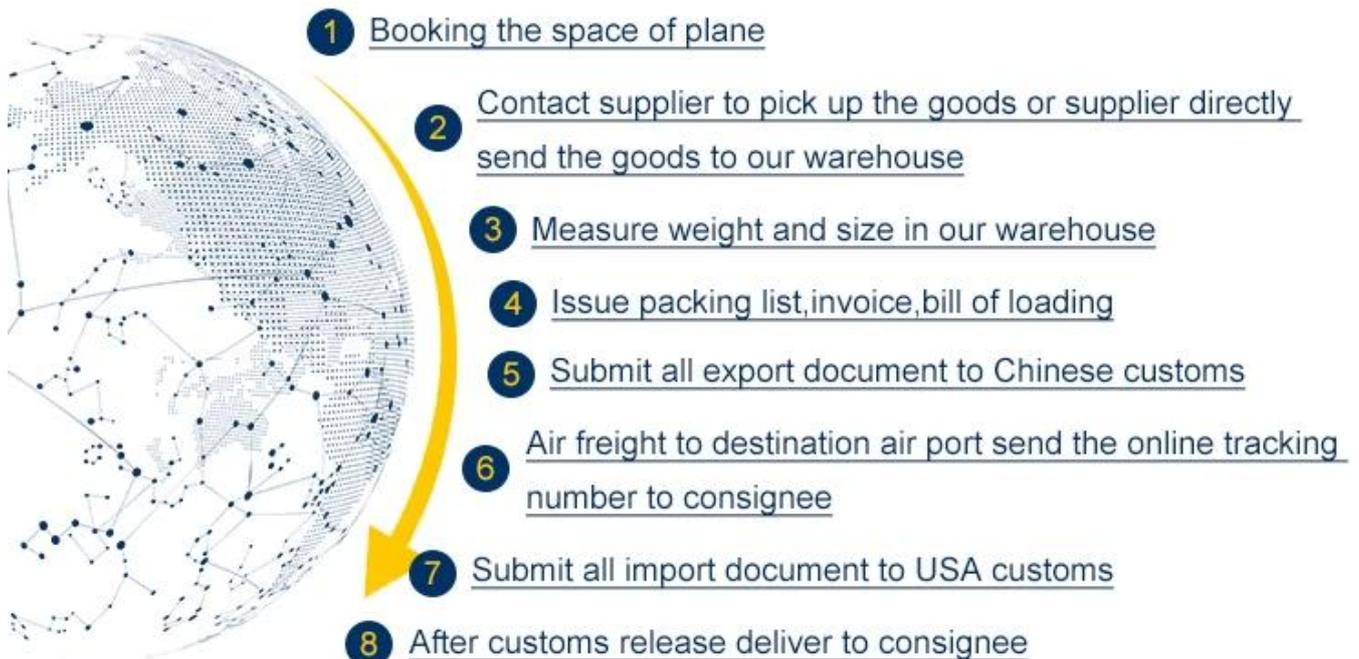 1 Booking the space of plane
2 Contact supplier to pick up the goods or supplier directly
send the goods to our warehouse
3 Measure weight and size in our warehouse
4 Issue packing list,invoice,bill of loading
5 Submit all export document to Chinese customs
6 Air freight to destination air port send the online tracking
number to consignee
7 Submit all import document to USA customs
8 After customs release deliver to consignee